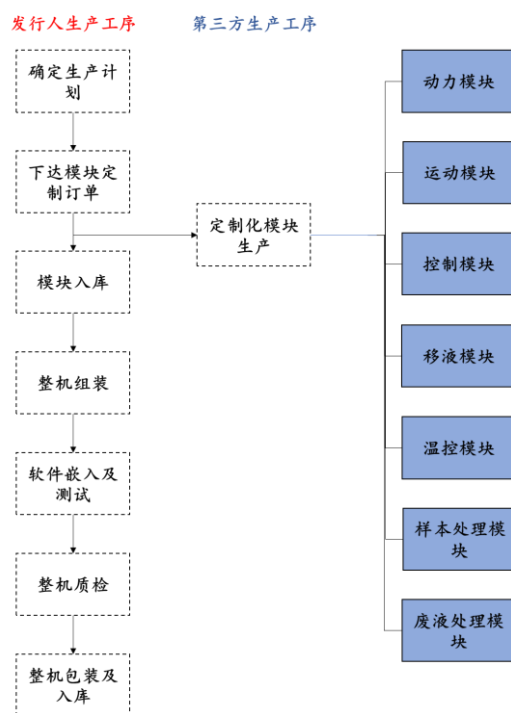 发行人生产工序
第三方生产工序
确定生产计
划
下达模块定
制订单
模块入库
整机组装
软件嵌入及
测试
整机质检
整机包装及
入库
定制化模块
生产
动力模块
运动模块
控制模块
移液模块
温控模块
样本处理模
块
废液处理模
块